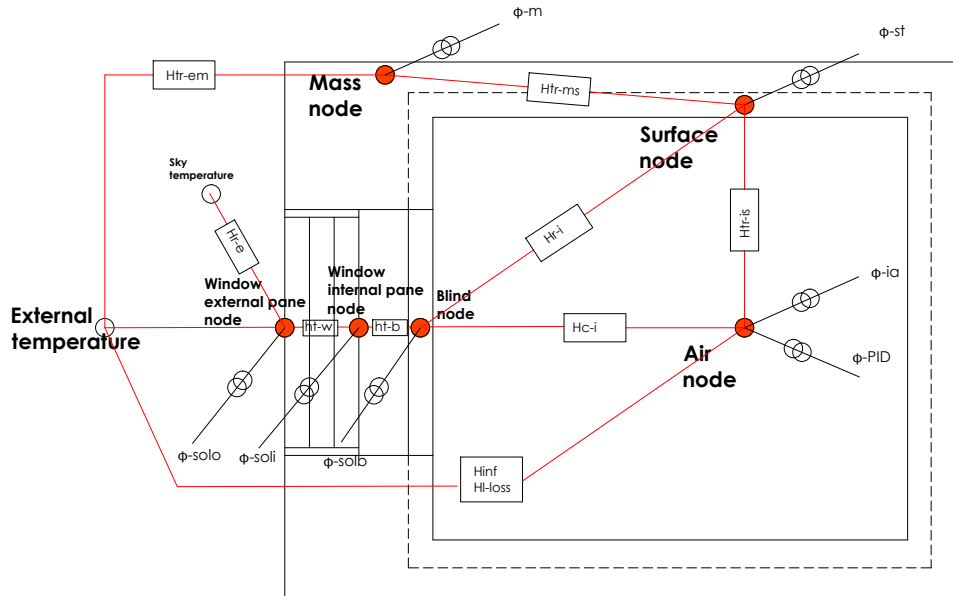 φ-m
φ-st
Htr-em
Mass
node
Htr-ms
Surface
node
Sky
temperature
Hr-e
Hr-i
Htr-is
Window
external pane
node
Window
internal pane
node
Blind
node
φ-ia
External
temperature
ht-w
ht-b
Hc-i
Air
node
φ-PID
φ-solo
φ-soli
φ-solb
Hinf
Hl-loss